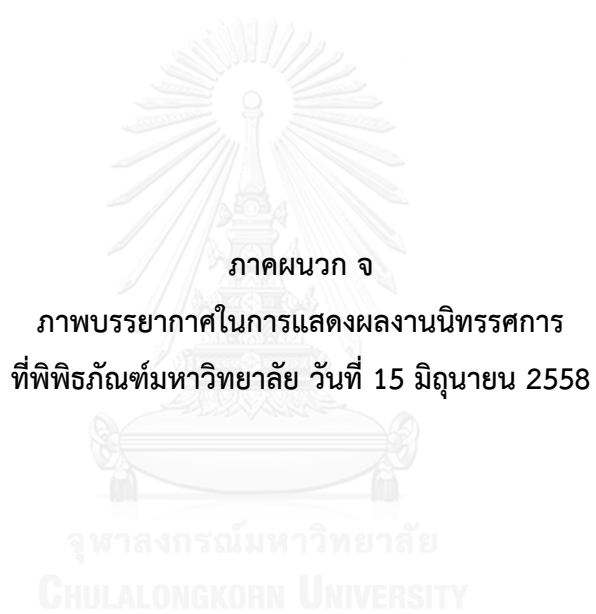 ภาคผนวก จ
ภาพบรรยากาศในการแสดงผลงานนิทรรศการ
ที่พิพิธภัณฑ์มหาวิทยาลัย วันที่ 15 มิถุนายน 2558
จุฬาลงกรณ์มหาวิทยาลัย
CHULALONGKORN UNIVERSITY